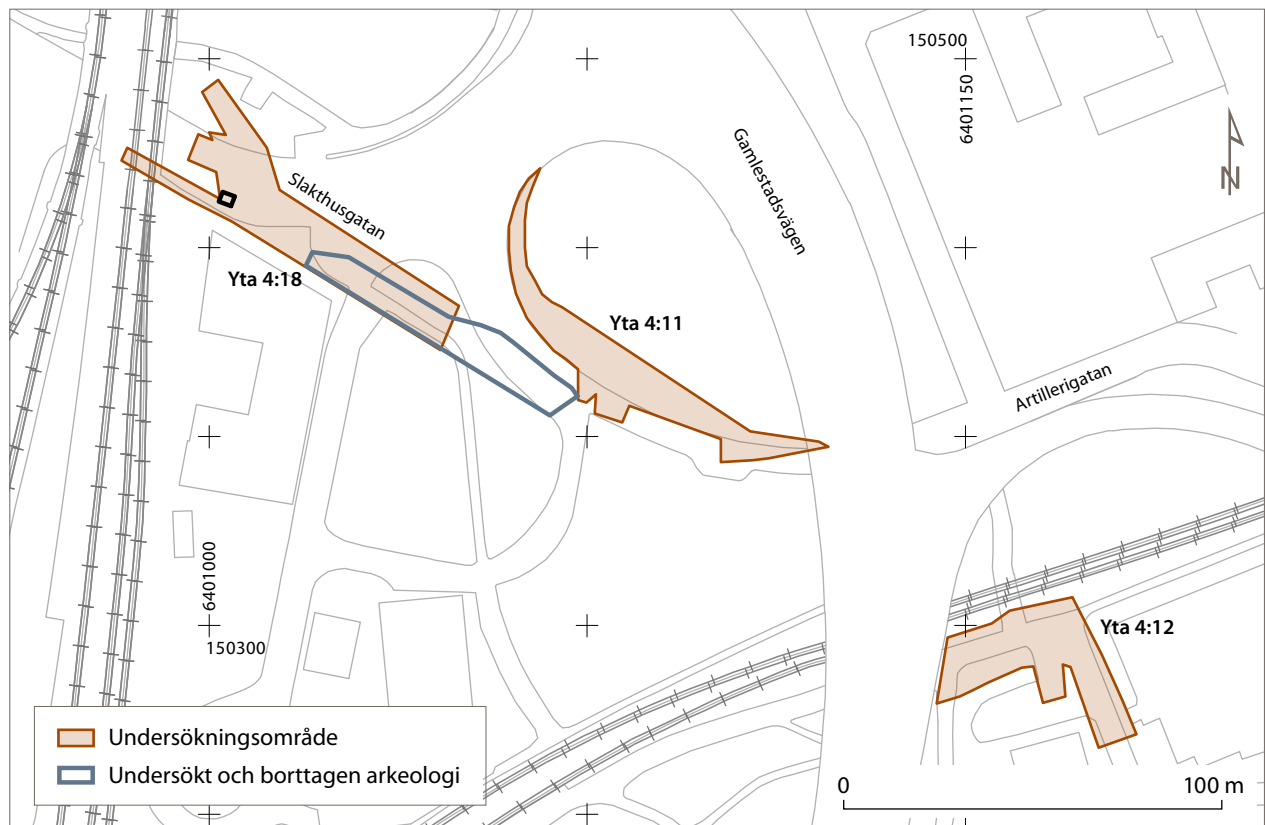 150500
6401150
Gamlestadsvägen
Slakthusgatan
N
Yta 4:18
Yta 4:11
Artillerigatan
6401000
150300
Yta 4:12
Undersökningsområde
Undersökt och borttagen arkeologi
0 100 m